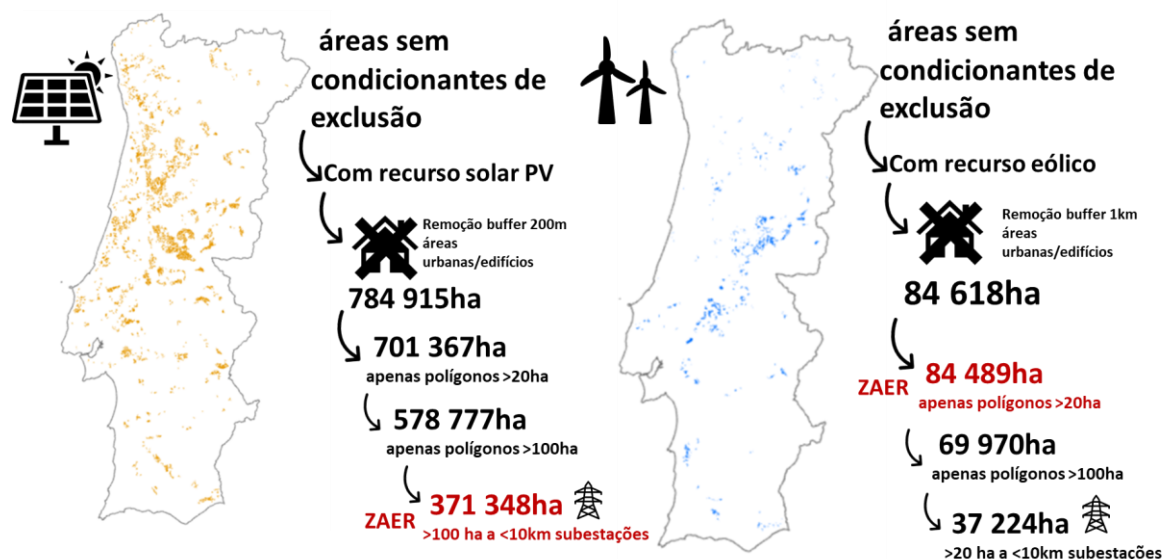 áreas sem
condicionantes de
exclusão
Com recurso solar PV
Remoção buffer 200m
áreas
urbanas/edifícios
784 915ha
701 367ha
apenas polígonos >20ha
578 777ha
apenas polígonos >100ha
ZAER 371 348ha
>100 ha a <10km subestações
áreas sem
condicionantes de
exclusão
Com recurso eólico
Remoção buffer 1km
áreas
urbanas/edifícios
84 618ha
ZAER 84 489ha
apenas polígonos >20ha
69 970ha
apenas polígonos >100ha
37 224ha
>20 ha a <10km subestações